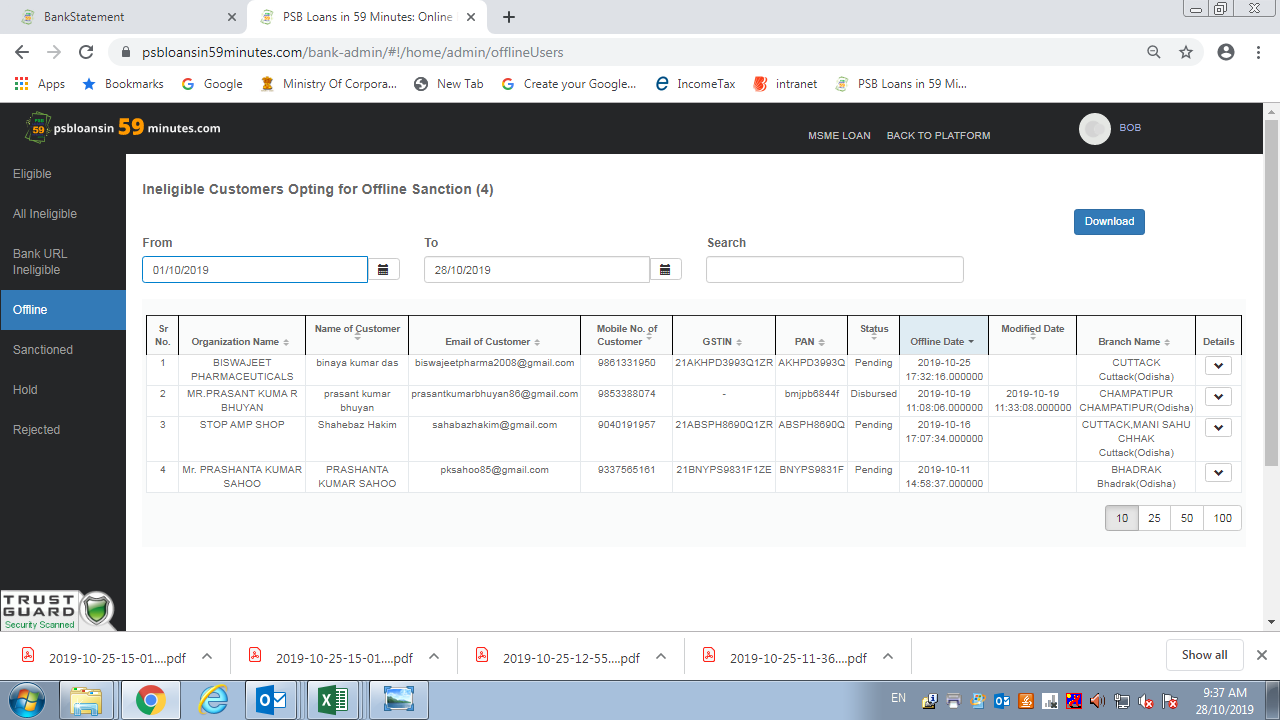 BankStatement
PSB Loans in 59 Minutes: Online
psbloansin59minutes.com/bank-admin/#!/home/admin/offlineUsers
Apps Bookmarks Google Ministry Of Corpora... New Tab Create your Google... IncomeTax intranet PSB Loans in 59 Mi...
PSB 59 psbloansin 59 minutes.com
MSME LOAN BACK TO PLATFORM BOB
Eligible
All Ineligible
Bank URL
Ineligible
Offline
Sanctioned
Hold
Rejected
Ineligible Customers Opting for Offline Sanction (4)
Download
From To Search
01/10/2019 28/10/2019
Sr No. Organization Name Name of Customer Email of Customer Mobile No. of Customer GSTIN PAN Status Offline Date Modified Date Branch Name Details
1 BISWAJEET PHARMACEUTICALS binaya kumar das biswajeetpharma2008@gmail.com 9861331950 21AKHPD3993Q1ZR AKHPD3993Q Pending 2019-10-25 17:32:16.000000 CUTTACK Cuttack(Odisha)
2 MR.PRASANT KUMA R BHUYAN prasant kumar bhuyan prasantkumarbhuyan86@gmail.com 9853388074 - bmjpb6844f Disbursed 2019-10-19 11:08:06.000000 2019-10-19 11:33:08.000000 CHAMPATIPUR CHAMPATIPUR(Odisha)
3 STOP AMP SHOP Shahebaz Hakim sahabazhakim@gmail.com 9040191957 21ABSPH8690Q1ZR ABSPH8690Q Pending 2019-10-16 17:07:34.000000 CUTTACK,MANI SAHU CHHAK Cuttack(Odisha)
4 Mr. PRASHANTA KUMAR SAHOO PRASHANTA KUMAR SAHOO pksahoo85@gmail.com 9337565161 21BNYPS9831F1ZE BNYPS9831F Pending 2019-10-11 14:58:37.000000 BHADRAK Bhadrak(Odisha)
10 25 50 100
TRUST
GUARD
Security Scanned
2019-10-25-15-01....pdf 2019-10-25-15-01....pdf 2019-10-25-12-55....pdf 2019-10-25-11-36....pdf Show all
EN 9:37 AM
28/10/2019